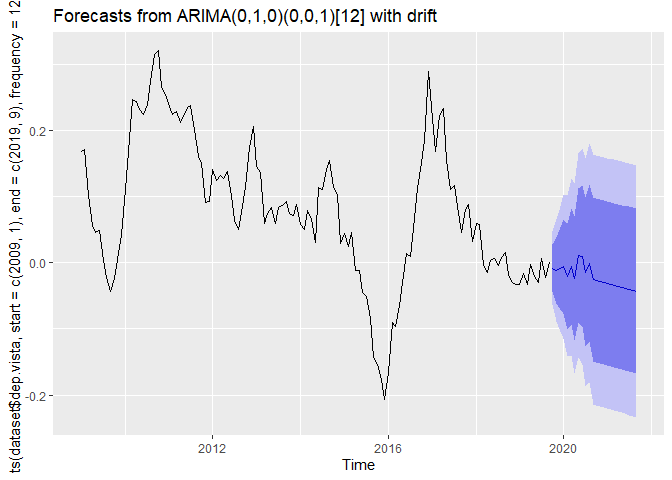 Forecasts from ARIMA(0,1,0)(0,0,1)[12] with drift
ts(dataset$dep.vista, start = c(2009, 1), end = c(2019, 9), frequency = 12
0.2
0.0
-0.2
2012
2016
2020
Time